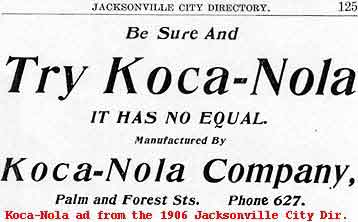 JACKSONVILLE CITY DIRECTORY. 125
Be Sure And
Try Koca-Nola
IT HAS NO EQUAL.
Manufactured By
Koca-Nola Company,
Palm and Forest Sts. Phone 627.
Koca-Nola ad from the 1906 Jacksonville City Dir.